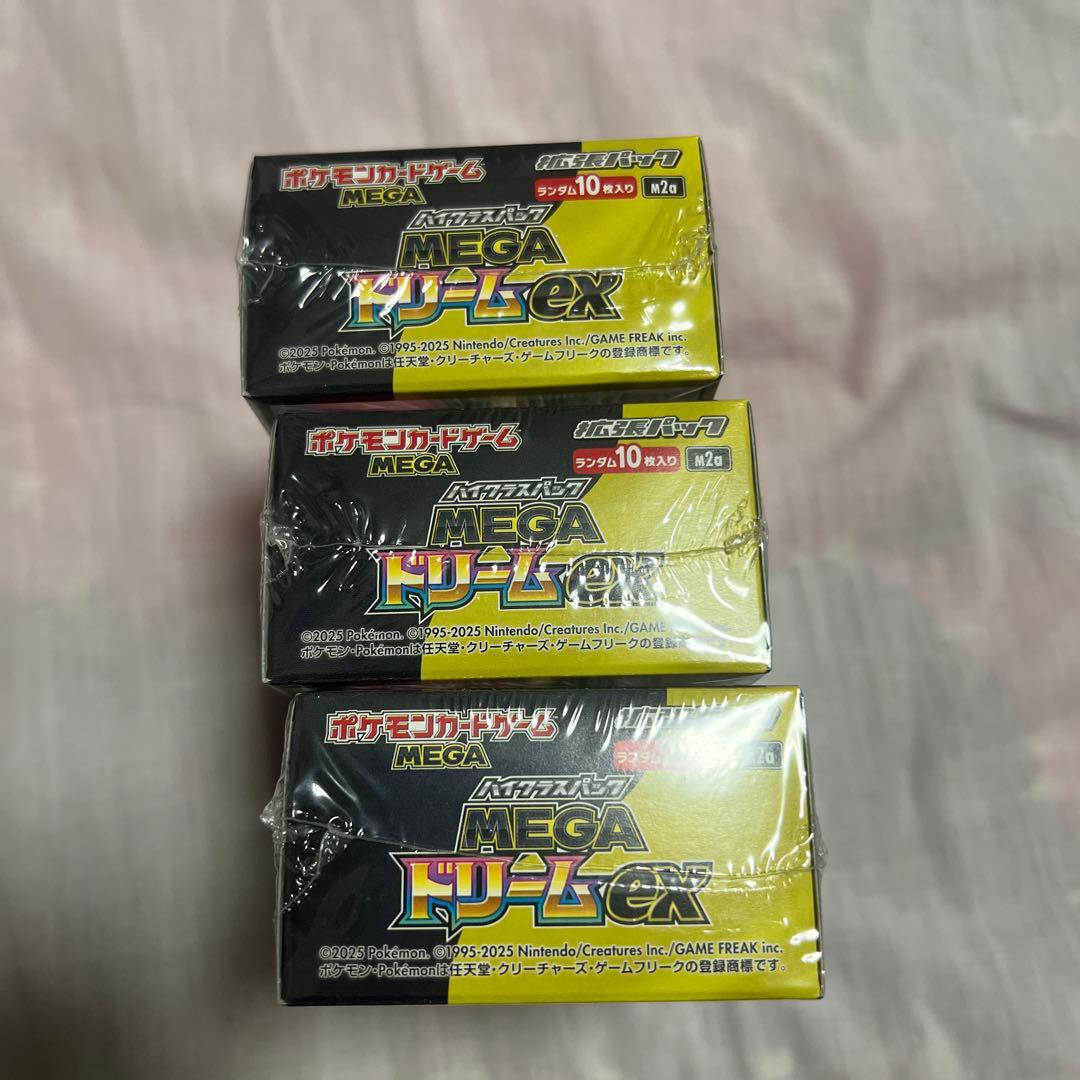 ポケモンカードゲーム
MEGA
拡張パック
ランダム10枚入り M2a
ハイクラスパック
MEGA
ドリームex
©2025 Pokémon. ©1995-2025 Nintendo/Creatures Inc./GAME FREAK inc.
ポケモン・Pokémonは任天堂・クリーチャーズ・ゲームフリークの登録商標です。
ポケモンカードゲーム
MEGA
拡張パック
ランダム10枚入り M2a
ハイクラスパック
MEGA
ドリームex
©2025 Pokémon. ©1995-2025 Nintendo/Creatures Inc./GAME
ポケモン・Pokémonは任天堂・クリーチャーズ・ゲームフリークの登録商
ポケモンカードゲーム
MEGA
ランダム 2a
ハイクラスパック
MEGA
ドリームex
©2025 Pokémon. ©1995-2025 Nintendo/Creatures Inc./GAME FREAK inc.
ポケモン・Pokémonは任天堂・クリーチャーズ・ゲームフリークの登録商標です。